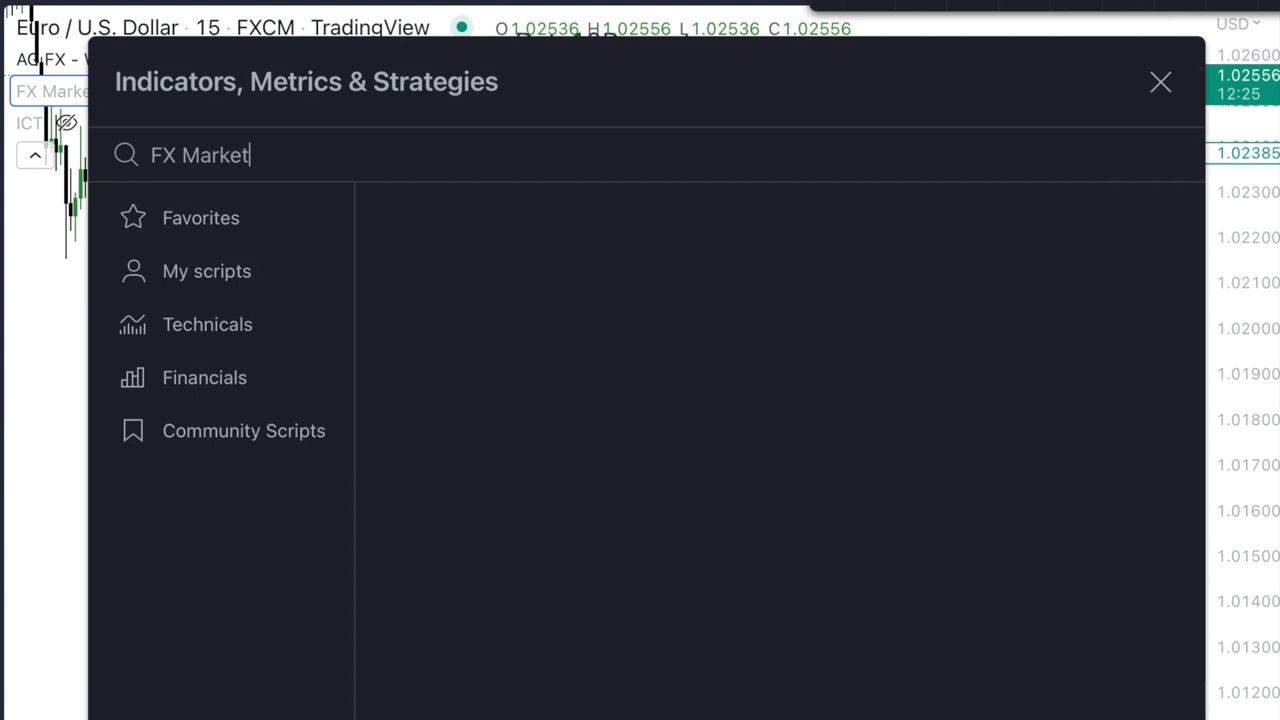 Euro / U.S. Dollar · 15 · FXCM · TradingView
O1.02536 H1.02556 L1.02536 C1.02556
USD
AG FX -
FX Marke
ICT
Indicators, Metrics & Strategies
FX Market
Favorites
My scripts
Technicals
Financials
Community Scripts
1.02600
1.02556
12:25
1.02385
1.02300
1.02200
1.02100
1.02000
1.01900
1.01800
1.01700
1.01600
1.01500
1.01400
1.01300
1.01200